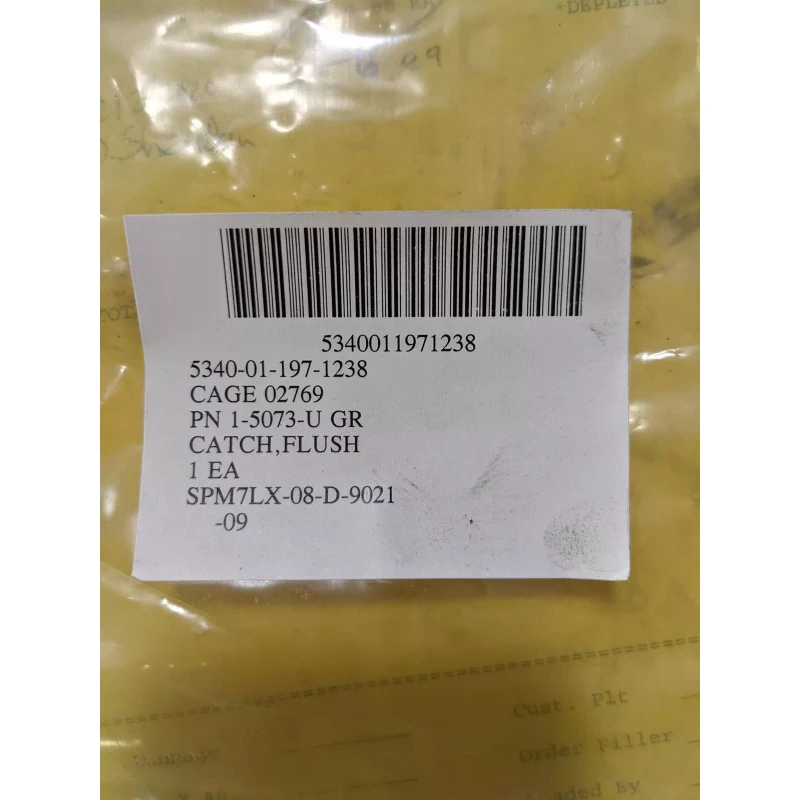 DEPLETED
5340011971238
5340-01-197-1238
CAGE 02769
PN 1-5073-U GR
CATCH,FLUSH
1 EA
SPM7LX-08-D-9021
-09
Cust. Plt
Order Filler